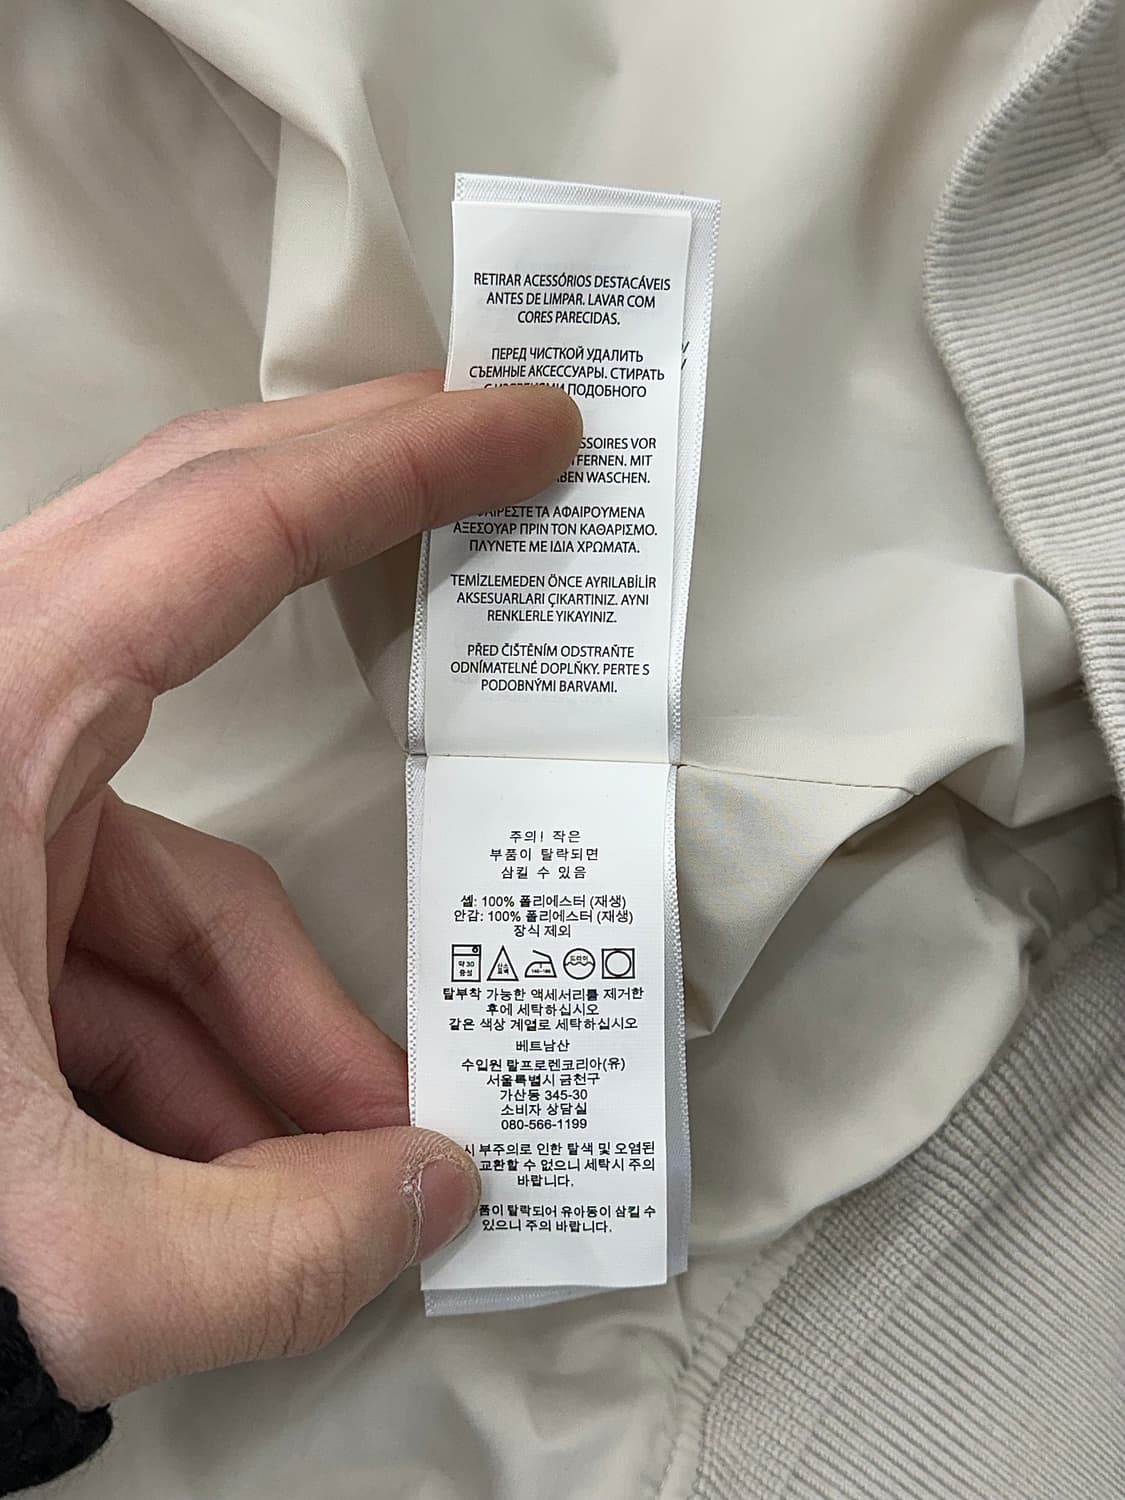 RETIRAR ACESSÓRIOS DESTACÁVEIS
ANTES DE LIMPAR. LAVAR COM
CORES PARECIDAS.
ПЕРЕД ЧИСТКОЙ УДАЛИТЬ
СЪЕМНЫЕ АКСЕССУАРЫ. СТИРАТЬ
ПОДОБНОГО
VOR
MIT
WASCHEN.
ΤΑ ΑΦΑΙΡΟΥΜΕΝΑ
ΑΞΕΣΟΥΑΡ ΠΡΙΝ ΤΟΝ ΚΑΘΑΡΙΣΜΟ.
ΠΛΥΝΕΤΕ ΜΕ ΙΔΙΑ ΧΡΩΜΑΤΑ.
TEMİZLEMEDEN ÖNCE AYRILABİLİR
AKSESUARLARI ÇIKARTINIZ. AYNI
RENKLERLE YIKAYINIZ.
PŘED ČIŠTĚNÍM ODSTRAŇTE
ODNÍMATELNÉ DOPLŇKY. PERTE S
PODOBNÝMI BARVAMI.
주의! 작은
부품이 탈락되면
삼킬 수 있음
셸: 100% 폴리에스터 (재생)
안감: 100% 폴리에스터 (재생)
장식 제외
약 30
중성
드라이
탈부착 가능한 액세서리를 제거한
후에 세탁하십시오
같은 색상 계열로 세탁하십시오
베트남산
수입원 랄프로렌코리아(유)
서울특별시 금천구
가산동 345-30
소비자 상담실
080-566-1199
부주의로 인한 탈색 및 오염된
교환할 수 없으니 세탁시 주의
바랍니다.
탈락되어 유아동이 삼킬 수
있으니 주의 바랍니다.